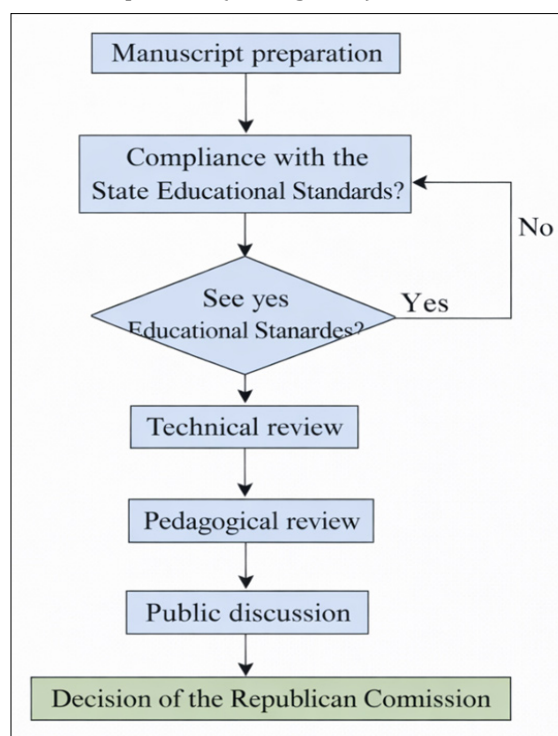 Manuscript preparation
Compliance with the
State Educational Standards?
No
See yes
Yes
Educational Stanardes?
Technical review
Pedagogical review
Public discussion
Decision of the Republican Comission